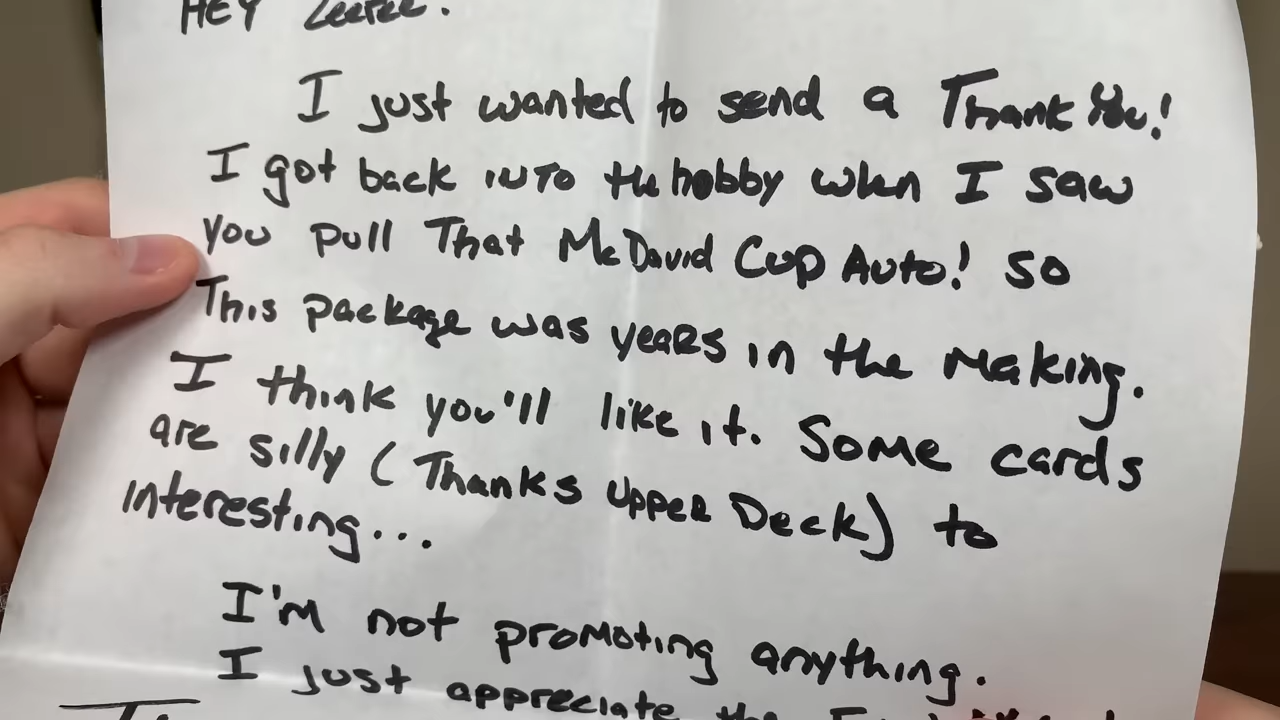 HEY
I just wanted to send a Thank You!
I got back INTO the hobby when I saw
you pull That McDavid Cup Auto! So
This package was years in the Making.
I think you'll like it. Some cards
are silly (Thanks Upper Deck) to
interesting...
I'm not promoting anything.
I just appreciate the